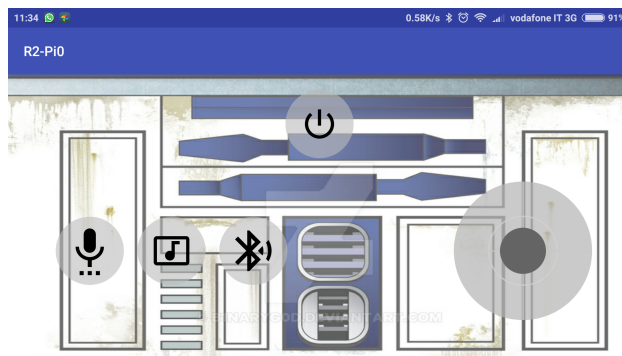 11:34 0.58K/s vodafone IT 3G 91%
R2-Pi0
BINARYGOD.DEVIANTART.COM